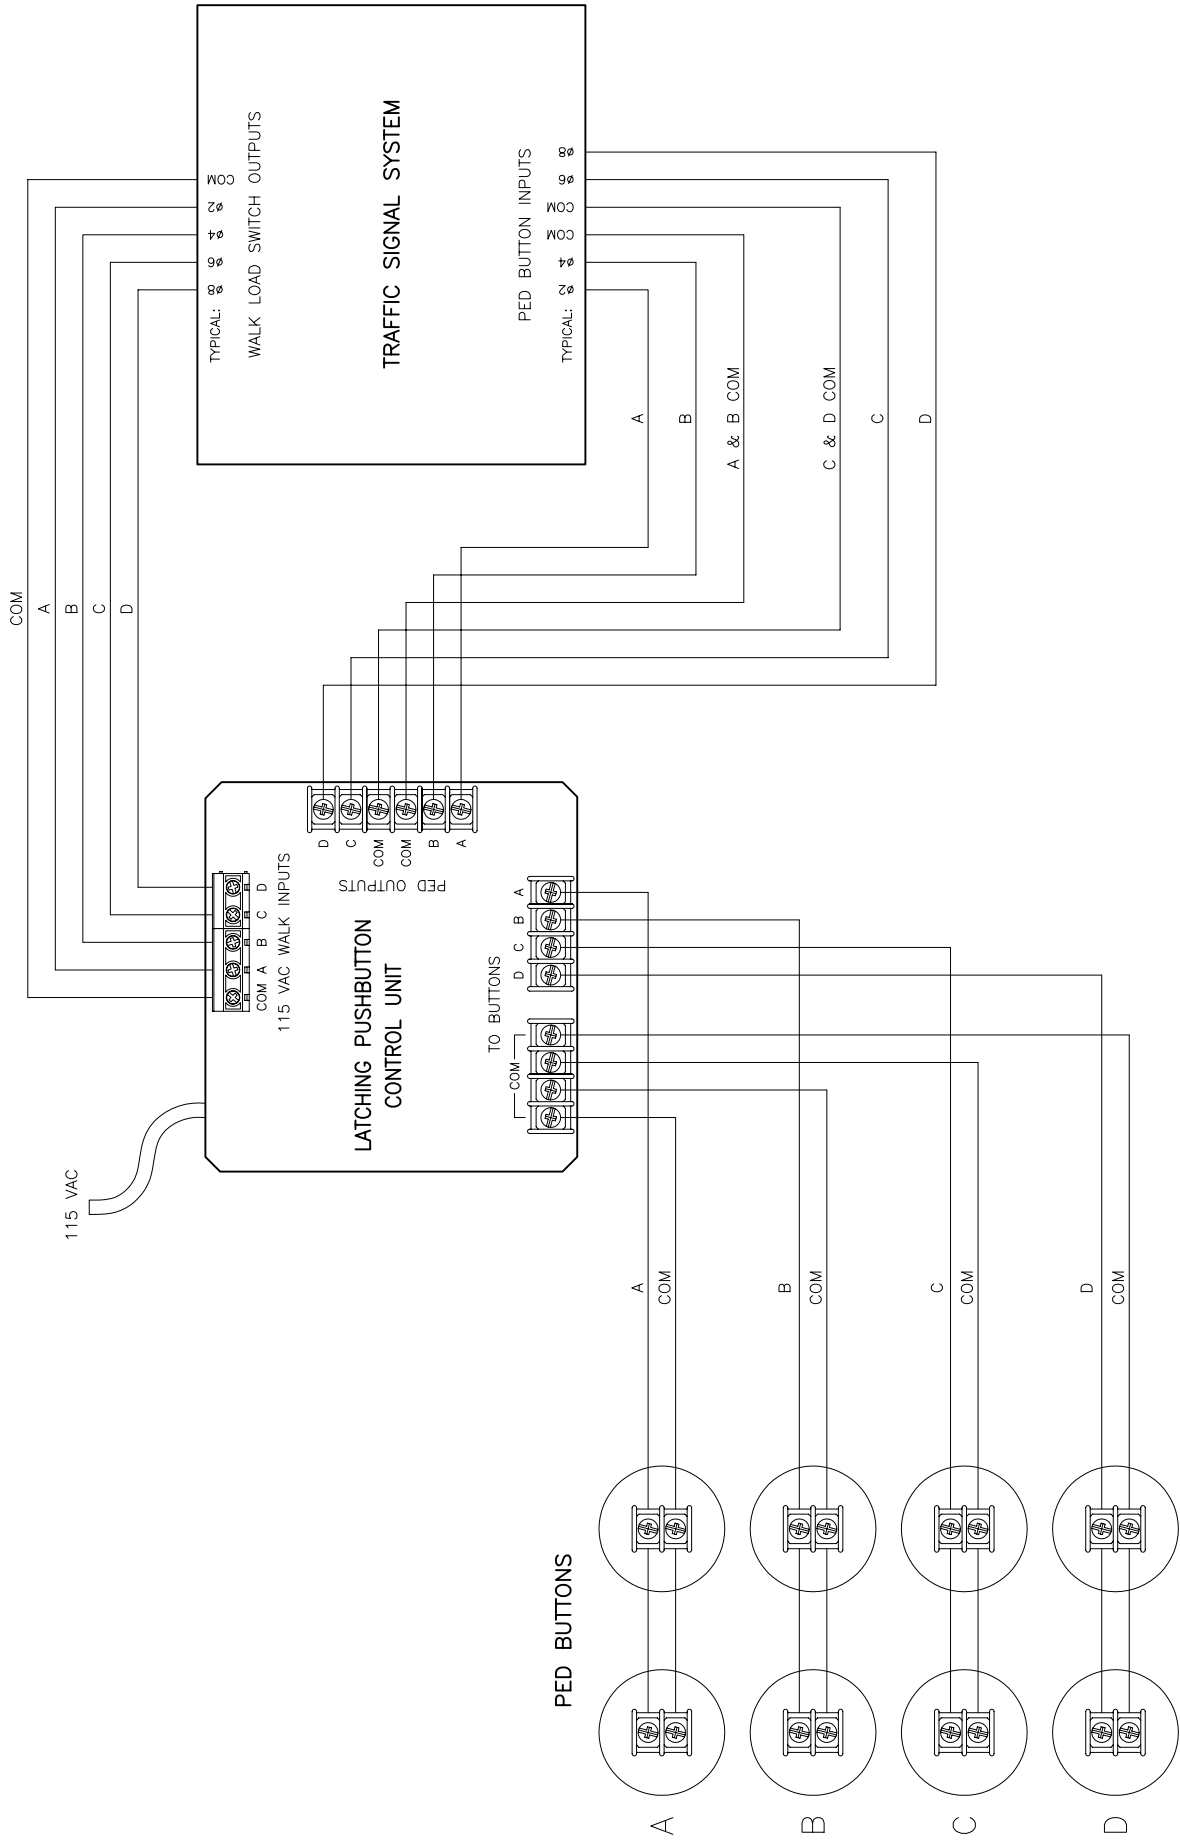 115 VAC
COM
A
B
C
D
TYPICAL: ø8 ø6 ø4 ø2 COM
WALK LOAD SWITCH OUTPUTS
TRAFFIC SIGNAL SYSTEM
PED BUTTON INPUTS
TYPICAL: ø2 ø4 COM COM ø6 ø8
COM A B C D
115 VAC WALK INPUTS
LATCHING PUSHBUTTON
CONTROL UNIT
PED OUTPUTS
D
C
COM
COM
B
A
TO BUTTONS
COM
D C B A
A
B
A & B COM
C & D COM
C
D
PED BUTTONS
A
A
COM
B
B
COM
C
C
COM
D
D
COM